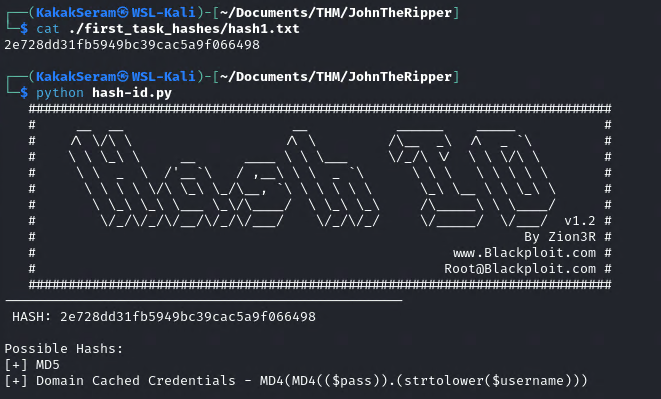 ┌──(KakakSeram㉿WSL-Kali)-[~/Documents/THM/JohnTheRipper]
└─$ cat ./first_task_hashes/hash1.txt
2e728dd31fb5949bc39cac5a9f066498
┌──(KakakSeram㉿WSL-Kali)-[~/Documents/THM/JohnTheRipper]
└─$ python hash-id.py
#########################################################################
Hash ID
v1.2 #
# By Zion3R #
# www.Blackploit.com #
# Root@Blackploit.com #
#########################################################################
--------------------------------------------------
HASH: 2e728dd31fb5949bc39cac5a9f066498
Possible Hashs:
[+] MD5
[+] Domain Cached Credentials - MD4(MD4(($pass)).(strtolower($username)))